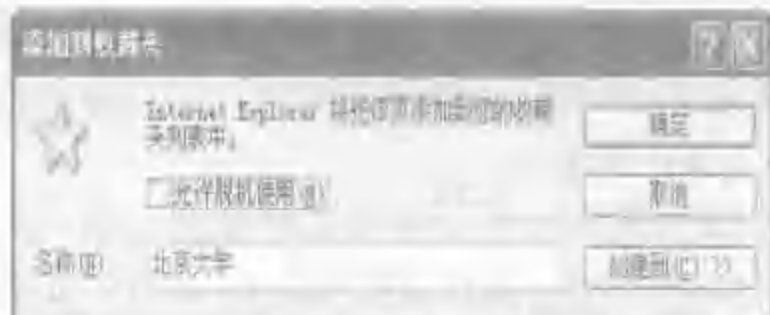 添加到收藏夹
Internet Explorer 将把该页添加到您的收藏
夹列表中。
确定
允许脱机使用(A)
取消
名称(N) 北京大学
创建到(C) >>